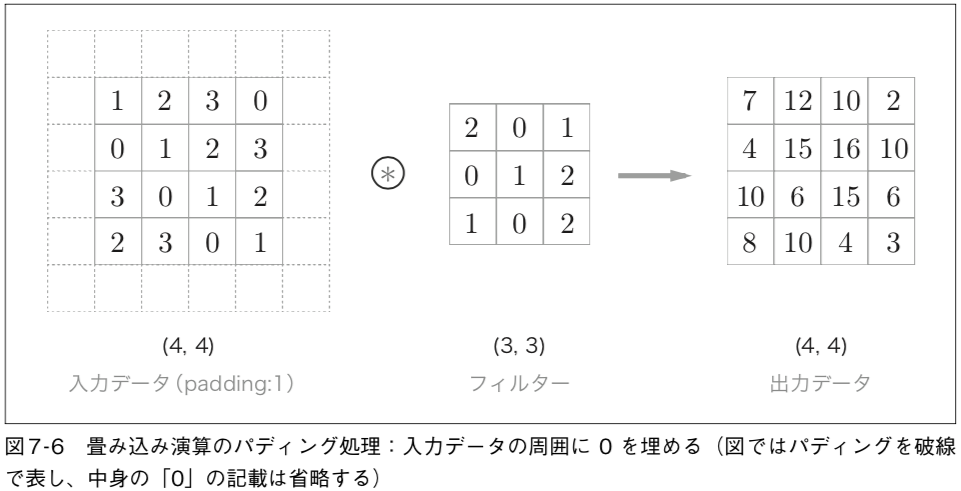 1 2 3 0
0 1 2 3
3 0 1 2
2 3 0 1
(4, 4)
入力データ(padding:1)
*
2 0 1
0 1 2
1 0 2
(3, 3)
フィルター
7 12 10 2
4 15 16 10
10 6 15 6
8 10 4 3
(4, 4)
出力データ
図7-6 畳み込み演算のパディング処理:入力データの周囲に 0 を埋める(図ではパディングを破線
で表し、中身の「0」の記載は省略する)